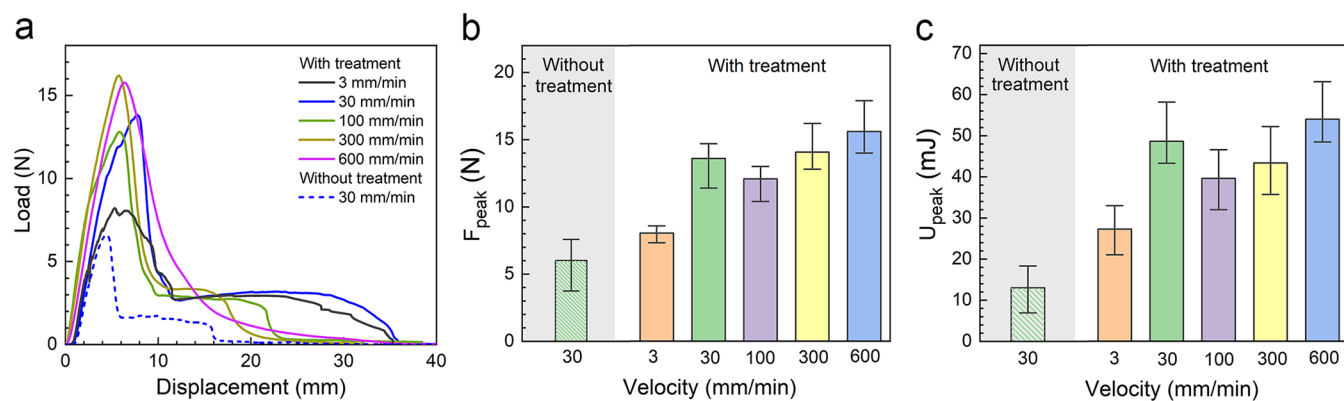 a
Load (N)
15
10
5
0
0
10
20
30
40
Displacement (mm)
With treatment
3 mm/min
30 mm/min
100 mm/min
300 mm/min
600 mm/min
Without treatment
30 mm/min
b
F_peak (N)
20
15
10
5
0
Without
treatment
With treatment
30
3
30
100
300
600
Velocity (mm/min)
c
U_peak (mJ)
70
60
50
40
30
20
10
0
Without
treatment
With treatment
30
3
30
100
300
600
Velocity (mm/min)